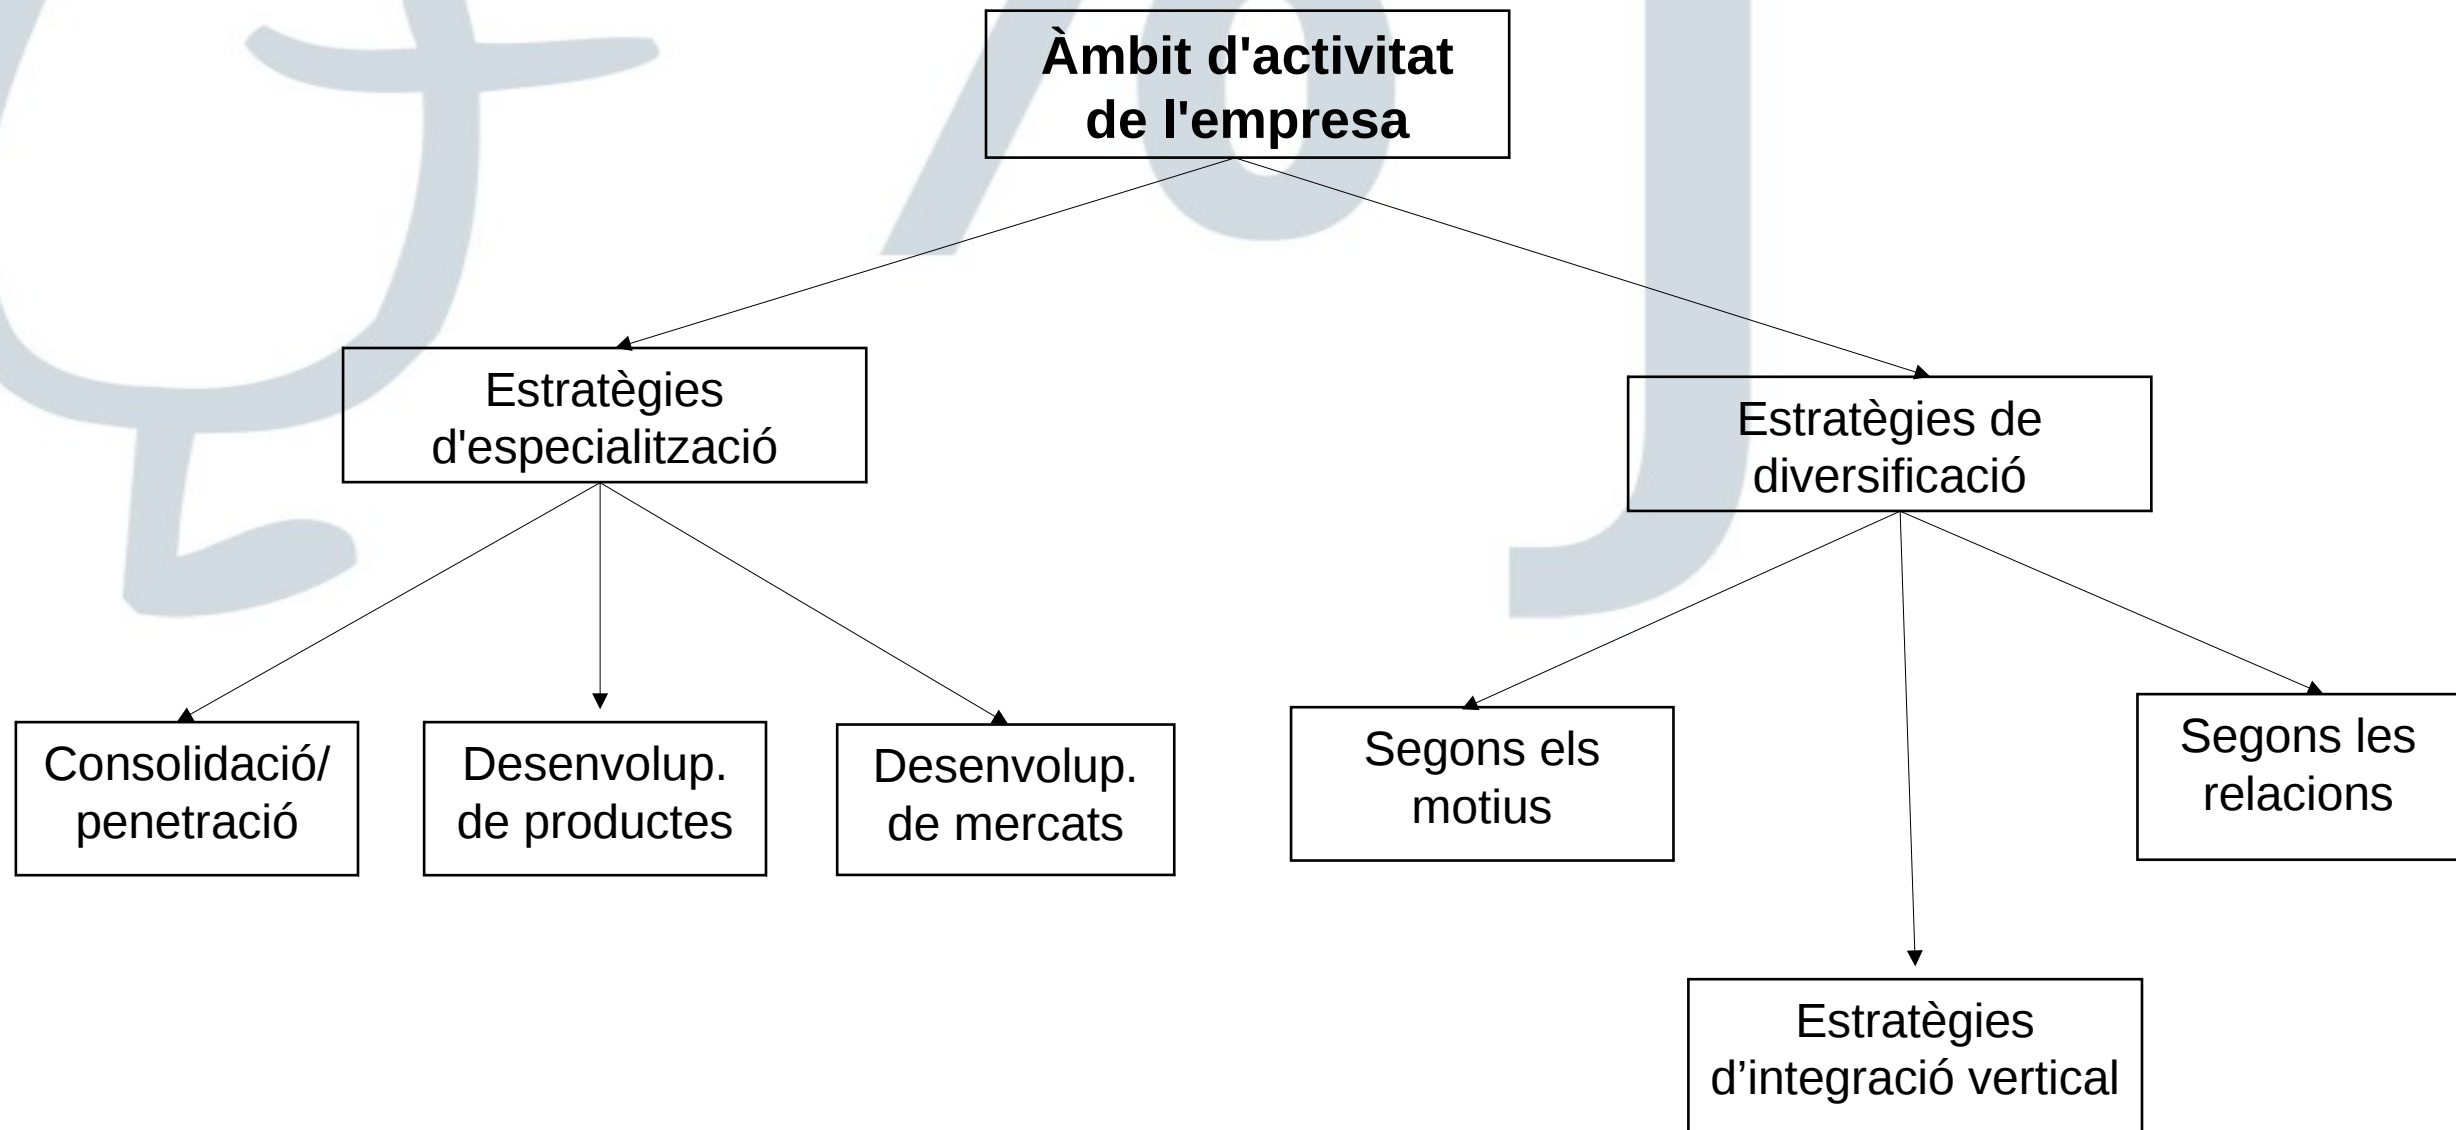 Àmbit d'activitat
de l'empresa
Estratègies
d'especialització
Estratègies de
diversificació
Consolidació/
penetració
Desenvolup.
de productes
Desenvolup.
de mercats
Segons els
motius
Segons les
relacions
Estratègies
d’integració vertical